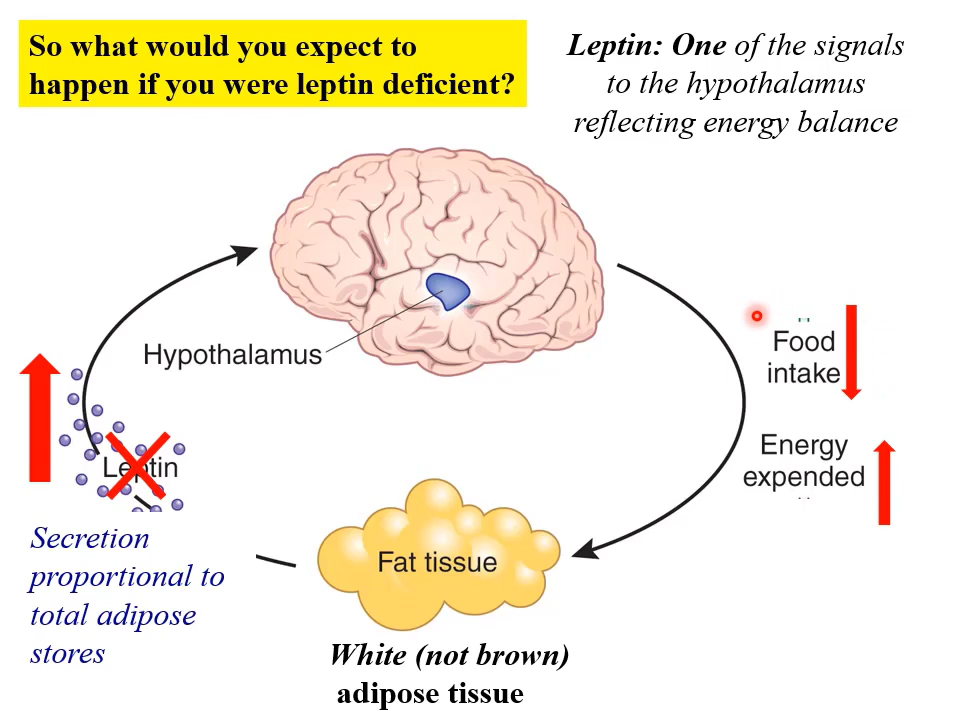 So what would you expect to
happen if you were leptin deficient?
Leptin: One of the signals
to the hypothalamus
reflecting energy balance
Hypothalamus
Food
intake
Energy
expended
Leptin
Secretion
proportional to
total adipose
stores
Fat tissue
White (not brown)
adipose tissue